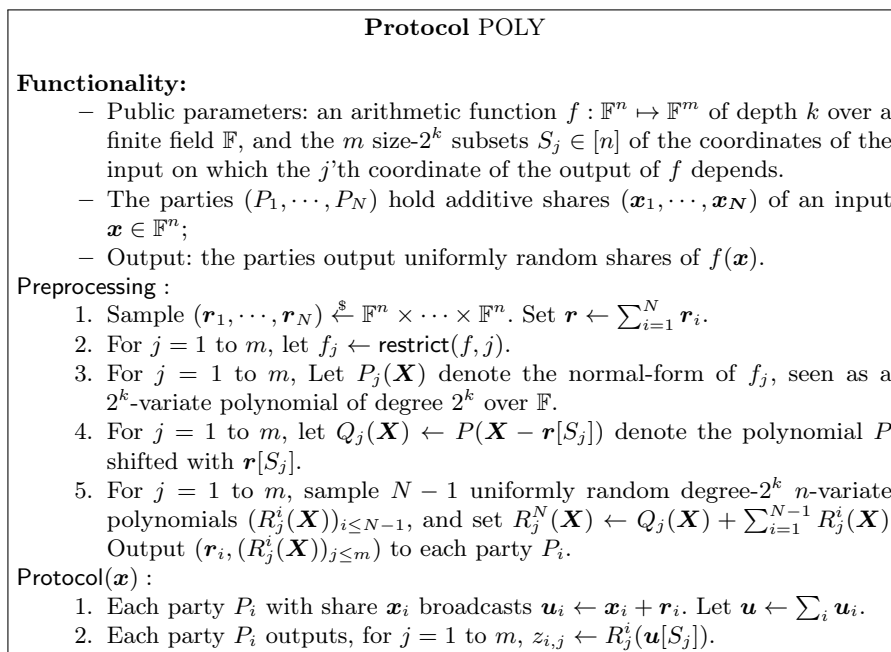 Protocol POLY
Functionality:
– Public parameters: an arithmetic function f : 𝔽ⁿ ↦ 𝔽ᵐ of depth k over a
finite field 𝔽, and the m size-2ᵏ subsets Sⱼ ∈ [n] of the coordinates of the
input on which the j'th coordinate of the output of f depends.
– The parties (P₁, ⋯ , P_N) hold additive shares (𝒙₁, ⋯ , 𝒙_𝑵) of an input
𝒙 ∈ 𝔽ⁿ;
– Output: the parties output uniformly random shares of f(𝒙).
Preprocessing :
1. Sample (𝒓₁, ⋯ , 𝒓_N) $← 𝔽ⁿ × ⋯ × 𝔽ⁿ. Set 𝒓 ← ∑ᵢ₌₁ᴺ 𝒓ᵢ.
2. For j = 1 to m, let fⱼ ← restrict(f, j).
3. For j = 1 to m, Let Pⱼ(𝑿) denote the normal-form of fⱼ, seen as a
2ᵏ-variate polynomial of degree 2ᵏ over 𝔽.
4. For j = 1 to m, let Qⱼ(𝑿) ← P(𝑿 − 𝒓[Sⱼ]) denote the polynomial P
shifted with 𝒓[Sⱼ].
5. For j = 1 to m, sample N − 1 uniformly random degree-2ᵏ n-variate
polynomials (Rⱼⁱ(𝑿))ᵢ≤N₋₁, and set Rⱼᴺ(𝑿) ← Qⱼ(𝑿) + ∑ᵢ₌₁ᴺ⁻¹ Rⱼⁱ(𝑿)
Output (𝒓ᵢ, (Rⱼⁱ(𝑿))ⱼ≤m) to each party Pᵢ.
Protocol(𝒙) :
1. Each party Pᵢ with share 𝒙ᵢ broadcasts 𝒖ᵢ ← 𝒙ᵢ + 𝒓ᵢ. Let 𝒖 ← ∑ᵢ 𝒖ᵢ.
2. Each party Pᵢ outputs, for j = 1 to m, zᵢ,ⱼ ← Rⱼⁱ(𝒖[Sⱼ]).